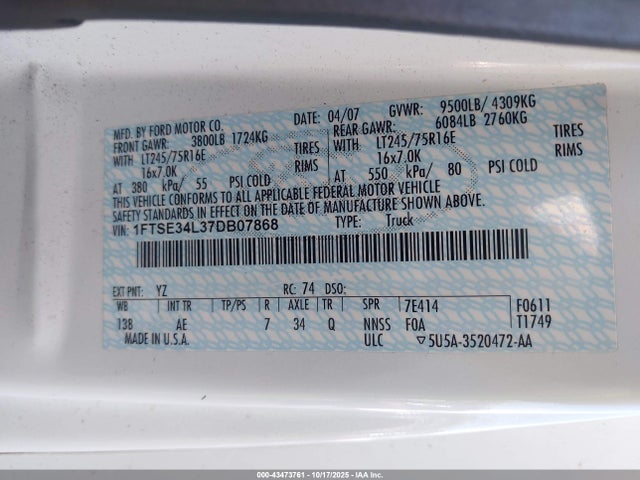 MFD. BY FORD MOTOR CO. DATE: 04/07 GVWR: 9500LB/ 4309KG
FRONT GAWR: 3800LB 1724KG REAR GAWR: 6084LB 2760KG
WITH LT245/75R16E TIRES WITH LT245/75R16E TIRES
16x7.0K RIMS 16x7.0K RIMS
AT 380 kPa/ 55 PSI COLD AT 550 kPa/ 80 PSI COLD
THIS VEHICLE CONFORMS TO ALL APPLICABLE FEDERAL MOTOR VEHICLE
SAFETY STANDARDS IN EFFECT ON THE DATE OF MANUFACTURE SHOWN ABOVE.
VIN: 1FTSE34L37DB07868 TYPE: Truck
EXT PNT: YZ RC: 74 DSO:
WB INT TR TP/PS R AXLE TR SPR 7E414 F0611
138 AE 7 34 Q NNSS F0A T1749
MADE IN U.S.A. ULC ▽5U5A-3520472-AA
000-43473761 - 10/17/2025 - IAA Inc.